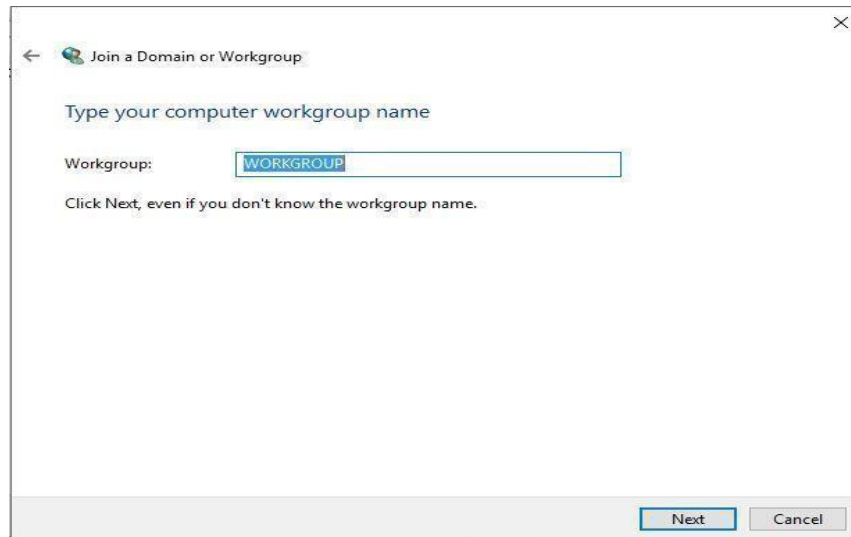 Join a Domain or Workgroup
Type your computer workgroup name
Workgroup: WORKGROUP
Click Next, even if you don't know the workgroup name.
Next Cancel